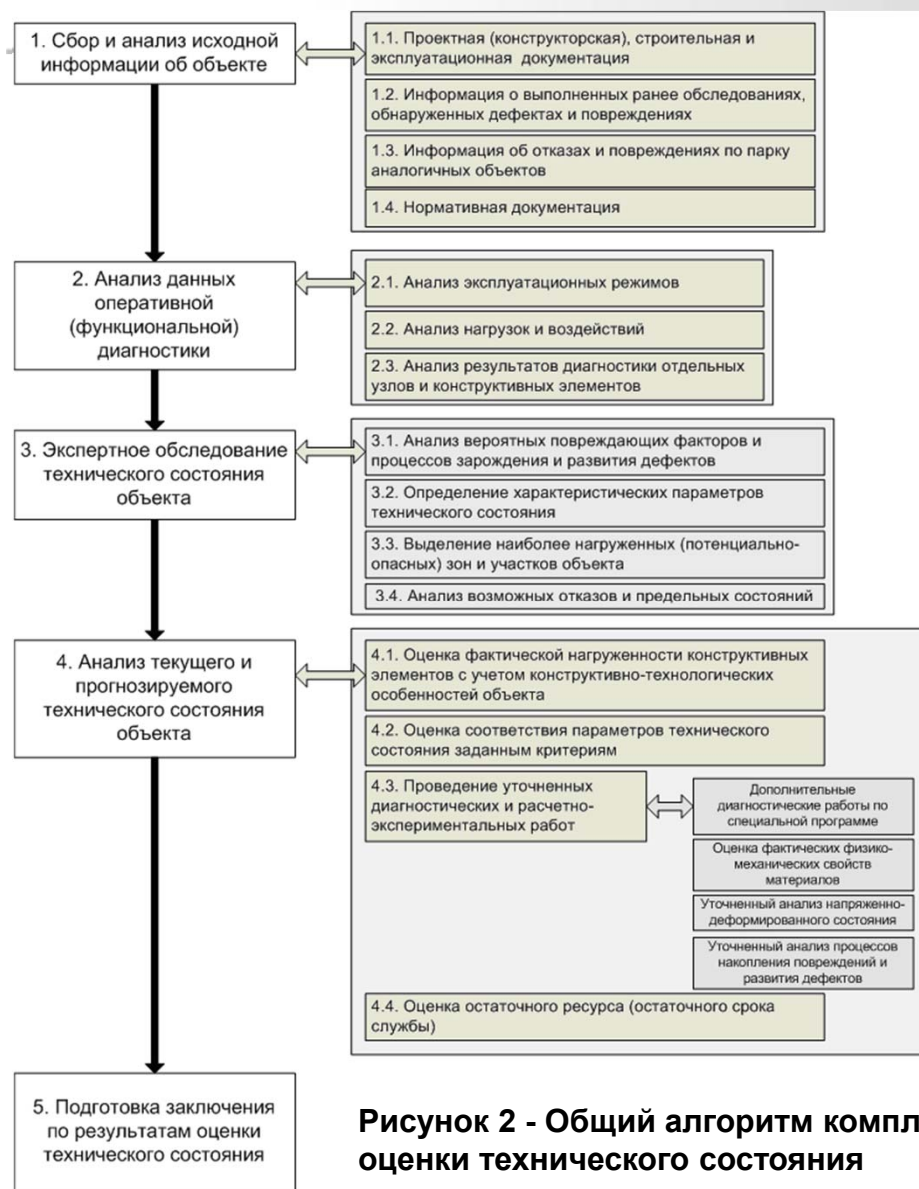 1. Сбор и анализ исходной
информации об объекте
1.1. Проектная (конструкторская), строительная и
эксплуатационная документация
1.2. Информация о выполненных ранее обследованиях,
обнаруженных дефектах и повреждениях
1.3. Информация об отказах и повреждениях по парку
аналогичных объектов
1.4. Нормативная документация
2. Анализ данных
оперативной
(функциональной)
диагностики
2.1. Анализ эксплуатационных режимов
2.2. Анализ нагрузок и воздействий
2.3. Анализ результатов диагностики отдельных
узлов и конструктивных элементов
3. Экспертное обследование
технического состояния
объекта
3.1. Анализ вероятных повреждающих факторов и
процессов зарождения и развития дефектов
3.2. Определение характеристических параметров
технического состояния
3.3. Выделение наиболее нагруженных (потенциально-
опасных) зон и участков объекта
3.4. Анализ возможных отказов и предельных состояний
4. Анализ текущего и
прогнозируемого
технического состояния
объекта
4.1. Оценка фактической нагруженности конструктивных
элементов с учетом конструктивно-технологических
особенностей объекта
4.2. Оценка соответствия параметров технического
состояния заданным критериям
4.3. Проведение уточненных
диагностических и расчетно-
экспериментальных работ
Дополнительные
диагностические работы по
специальной программе
Оценка фактических физико-
механических свойств
материалов
Уточненный анализ напряженно-
деформированного состояния
Уточненный анализ процессов
накопления повреждений и
развития дефектов
4.4. Оценка остаточного ресурса (остаточного срока
службы)
5. Подготовка заключения
по результатам оценки
технического состояния
Рисунок 2 - Общий алгоритм компл
оценки технического состояния